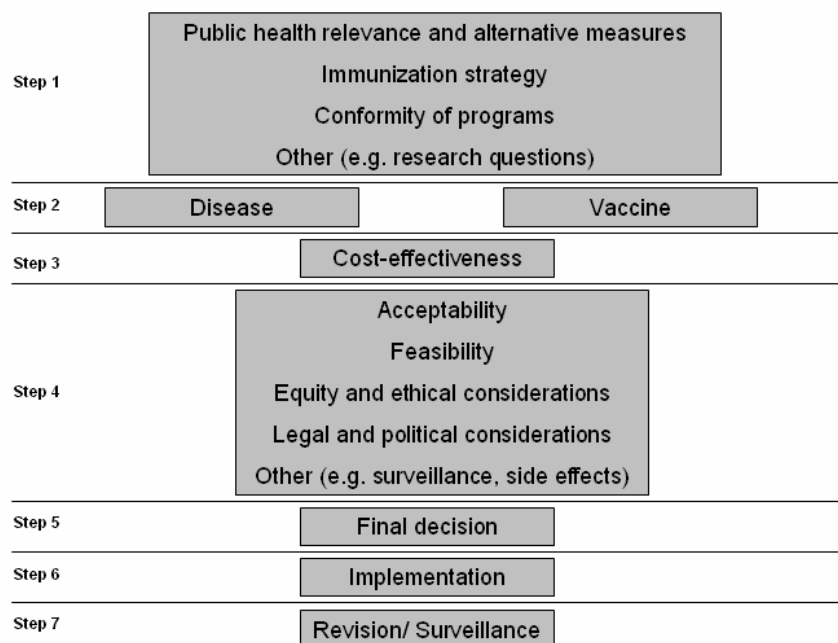 Step 1
Public health relevance and alternative measures
Immunization strategy
Conformity of programs
Other (e.g. research questions)
Step 2
Disease
Vaccine
Step 3
Cost-effectiveness
Step 4
Acceptability
Feasibility
Equity and ethical considerations
Legal and political considerations
Other (e.g. surveillance, side effects)
Step 5
Final decision
Step 6
Implementation
Step 7
Revision/ Surveillance